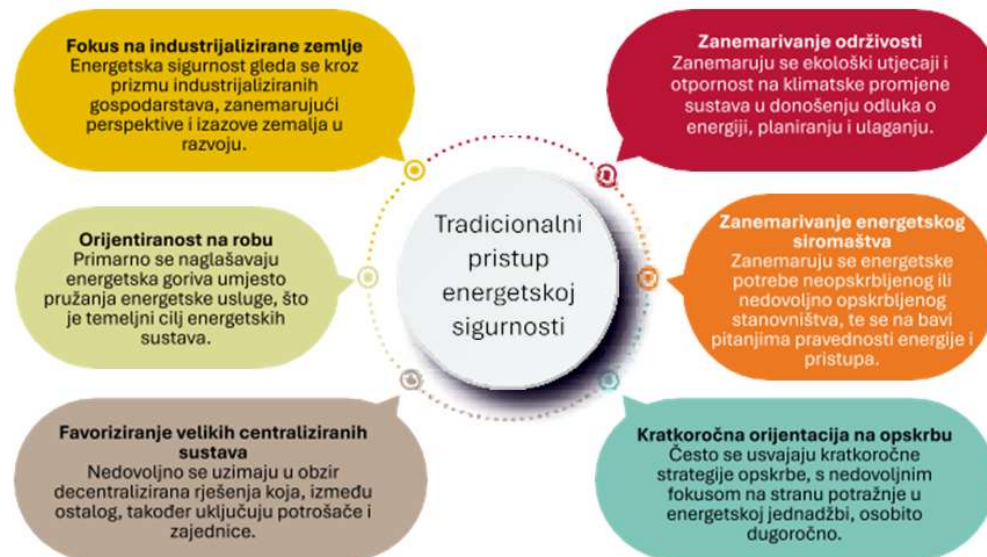 Fokus na industrijalizirane zemlje
Energetska sigurnost gleda se kroz
prizmu industrijaliziranih
gospodarstava, zanemarujući
perspektive i izazove zemalja u
razvoju.
Zanemarivanje održivosti
Zanemaruju se ekološki utjecaji i
otpornost na klimatske promjene
sustava u donošenju odluka o
energiji, planiranju i ulaganju.
Orijentiranost na robu
Primarno se naglašavaju
energetska goriva umjesto
pružanja energetske usluge, što
je temeljni cilj energetskih
sustava.
Tradicionalni
pristup
energetskoj
sigurnosti
Zanemarivanje energetskog
siromaštva
Zanemaruju se energetske
potrebe neopskrbljenog ili
nedovoljno opskrbljenog
stanovništva, te se na bavi
pitanjima pravednosti energije i
pristupa.
Favoriziranje velikih centraliziranih
sustava
Nedovoljno se uzimaju u obzir
decentralizirana rješenja koja, između
ostalog, također uključuju potrošače i
zajednice.
Kratkoročna orijentacija na opskrbu
Često se usvajaju kratkoročne
strategije opskrbe, s nedovoljnim
fokusom na stranu potražnje u
energetskoj jednadžbi, osobito
dugoročno.